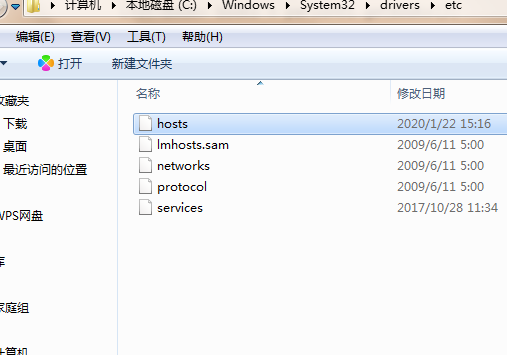 计算机 本地磁盘 (C:) Windows System32 drivers etc
编辑(E) 查看(V) 工具(T) 帮助(H)
打开 新建文件夹
收藏夹
下载
桌面
最近访问的位置
WPS网盘
库
家庭组
计算机
名称 修改日期
hosts 2020/1/22 15:16
lmhosts.sam 2009/6/11 5:00
networks 2009/6/11 5:00
protocol 2009/6/11 5:00
services 2017/10/28 11:34